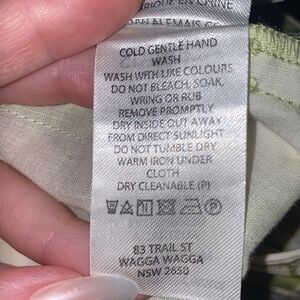 COLD GENTLE HAND
WASH
WASH WITH LIKE COLOURS
DO NOT BLEACH, SOAK,
WRING OR RUB
REMOVE PROMPTLY
DRY INSIDE OUT AWAY
FROM DIRECT SUNLIGHT
DO NOT TUMBLE DRY
WARM IRON UNDER
CLOTH
DRY CLEANABLE (P)
83 TRAIL ST
WAGGA WAGGA
NSW 2650